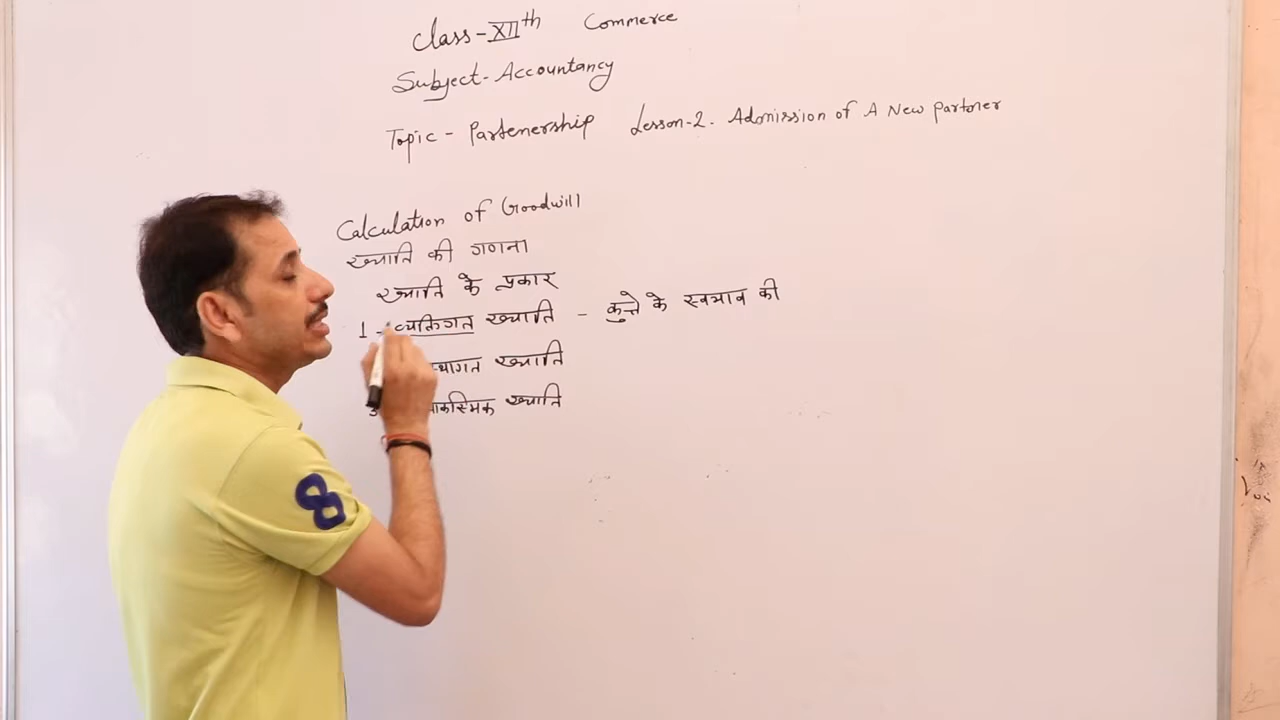 Class-XIIth Commerce
Subject-Accountancy
Topic - Partenership Lesson-2. Admission of A New Partner
Calculation of Goodwill
ख्याति की गणना
ख्याति के प्रकार
1 - व्यक्तिगत ख्याति - कुत्ते के स्वभाव की
ख्याति
ख्याति
8